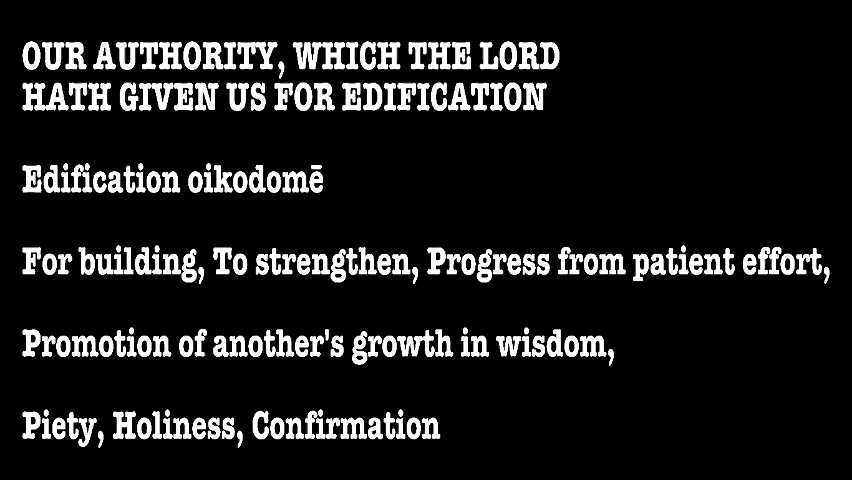 OUR AUTHORITY, WHICH THE LORD
HATH GIVEN US FOR EDIFICATION
Edification oikodomē
For building, To strengthen, Progress from patient effort,
Promotion of another's growth in wisdom,
Piety, Holiness, Confirmation